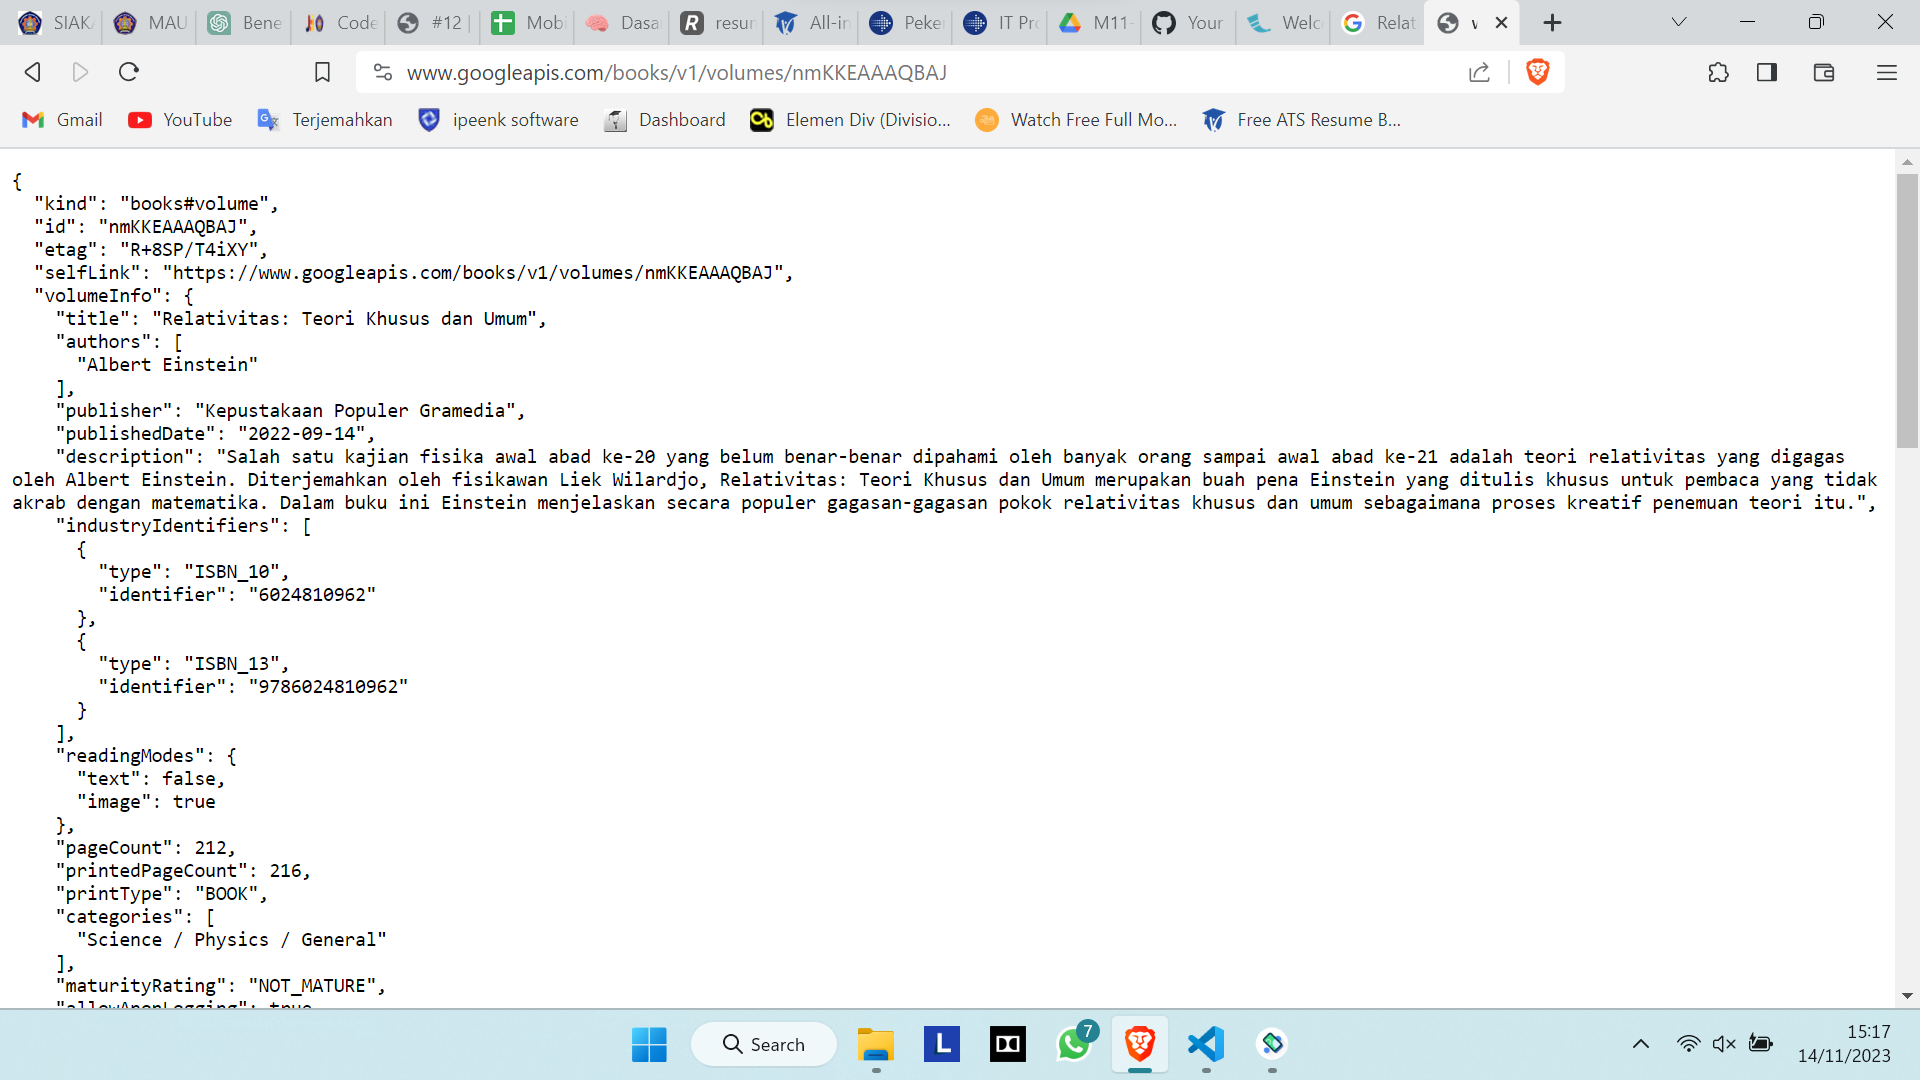 SIAKA MAU Bene Code #12 | Mobi Dasa resum All-in Peke IT Pro M11- Your Welc Relat
www.googleapis.com/books/v1/volumes/nmKKEAAAQBAJ
Gmail YouTube Terjemahkan ipeenk software Dashboard Elemen Div (Divisio... Watch Free Full Mo... Free ATS Resume B...
{
"kind": "books#volume",
"id": "nmKKEAAAQBAJ",
"etag": "R+8SP/T4iXY",
"selfLink": "https://www.googleapis.com/books/v1/volumes/nmKKEAAAQBAJ",
"volumeInfo": {
"title": "Relativitas: Teori Khusus dan Umum",
"authors": [
"Albert Einstein"
],
"publisher": "Kepustakaan Populer Gramedia",
"publishedDate": "2022-09-14",
"description": "Salah satu kajian fisika awal abad ke-20 yang belum benar-benar dipahami oleh banyak orang sampai awal abad ke-21 adalah teori relativitas yang digagas
oleh Albert Einstein. Diterjemahkan oleh fisikawan Liek Wilardjo, Relativitas: Teori Khusus dan Umum merupakan buah pena Einstein yang ditulis khusus untuk pembaca yang tidak
akrab dengan matematika. Dalam buku ini Einstein menjelaskan secara populer gagasan-gagasan pokok relativitas khusus dan umum sebagaimana proses kreatif penemuan teori itu.",
"industryIdentifiers": [
{
"type": "ISBN_10",
"identifier": "6024810962"
},
{
"type": "ISBN_13",
"identifier": "9786024810962"
}
],
"readingModes": {
"text": false,
"image": true
},
"pageCount": 212,
"printedPageCount": 216,
"printType": "BOOK",
"categories": [
"Science / Physics / General"
],
"maturityRating": "NOT_MATURE",
"allowAnonLogging": true
Search
7
15:17
14/11/2023